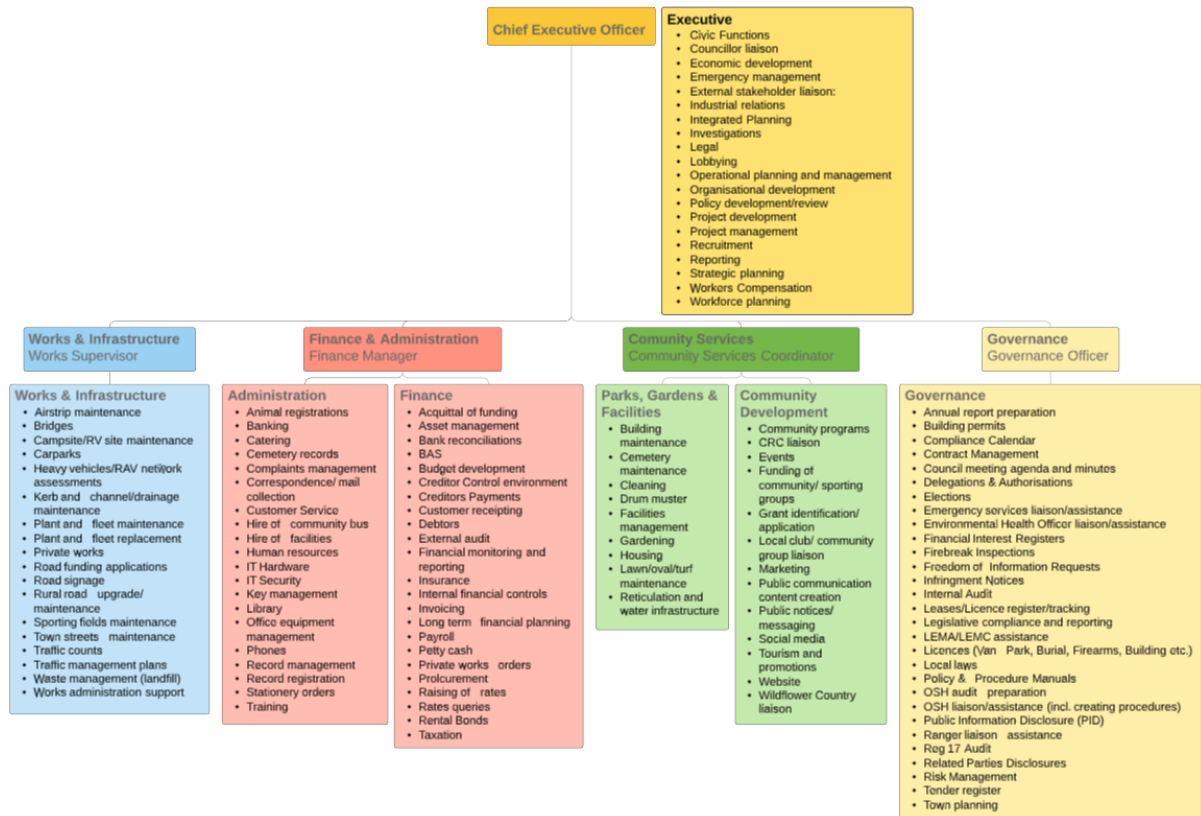 Chief Executive Officer
Executive
• Civic Functions
• Councillor liaison
• Economic development
• Emergency management
• External stakeholder liaison:
• Industrial relations
• Integrated Planning
• Investigations
• Legal
• Lobbying
• Operational planning and management
• Organisational development
• Policy development/review
• Project development
• Project management
• Recruitment
• Reporting
• Strategic planning
• Workers Compensation
• Workforce planning
Works & Infrastructure
Works Supervisor
Finance & Administration
Finance Manager
Comunity Services
Community Services Coordinator
Governance
Governance Officer
Works & Infrastructure
• Airstrip maintenance
• Bridges
• Campsite/RV site maintenance
• Carparks
• Heavy vehicles/RAV network
assessments
• Kerb and channel/drainage
maintenance
• Plant and fleet maintenance
• Plant and fleet replacement
• Private works
• Road funding applications
• Road signage
• Rural road upgrade/
maintenance
• Sporting fields maintenance
• Town streets maintenance
• Traffic counts
• Traffic management plans
• Waste management (landfill)
• Works administration support
Administration
• Animal registrations
• Banking
• Catering
• Cemetery records
• Complaints management
• Correspondence/ mail
collection
• Customer Service
• Hire of community bus
• Hire of facilities
• Human resources
• IT Hardware
• IT Security
• Key management
• Library
• Office equipment
management
• Phones
• Record management
• Record registration
• Stationery orders
• Training
Finance
• Acquittal of funding
• Asset management
• Bank reconciliations
• BAS
• Budget development
• Creditor Control environment
• Creditors Payments
• Customer receipting
• Debtors
• External audit
• Financial monitoring and
reporting
• Insurance
• Internal financial controls
• Invoicing
• Long term financial planning
• Payroll
• Petty cash
• Private works orders
• Prolcurement
• Raising of rates
• Rates queries
• Rental Bonds
• Taxation
Parks, Gardens &
Facilities
• Building
maintenance
• Cemetery
maintenance
• Cleaning
• Drum muster
• Facilities
management
• Gardening
• Housing
• Lawn/oval/turf
maintenance
• Reticulation and
water infrastructure
Community
Development
• Community programs
• CRC liaison
• Events
• Funding of
community/ sporting
groups
• Grant identification/
application
• Local club/ community
group liaison
• Marketing
• Public communication
content creation
• Public notices/
messaging
• Social media
• Tourism and
promotions
• Website
• Wildflower Country
liaison
Governance
• Annual report preparation
• Building permits
• Compliance Calendar
• Contract Management
• Council meeting agenda and minutes
• Delegations & Authorisations
• Elections
• Emergency services liaison/assistance
• Environmental Health Officer liaison/assistance
• Financial Interest Registers
• Firebreak Inspections
• Freedom of Information Requests
• Infringment Notices
• Internal Audit
• Leases/Licence register/tracking
• Legislative compliance and reporting
• LEMA/LEMC assistance
• Licences (Van Park, Burial, Firearms, Building etc.)
• Local laws
• Policy & Procedure Manuals
• OSH audit preparation
• OSH liaison/assistance (incl. creating procedures)
• Public Information Disclosure (PID)
• Ranger liaison assistance
• Reg 17 Audit
• Related Parties Disclosures
• Risk Management
• Tender register
• Town planning